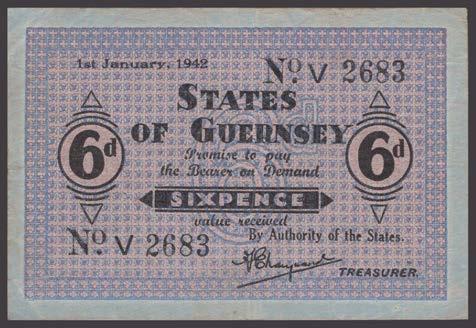 1st January, 1942
No. V 2683
STATES
OF GUERNSEY
6d
6d
Promise to pay
the Bearer on Demand
SIXPENCE
value received
No. V 2683
By Authority of the States.
TREASURER.